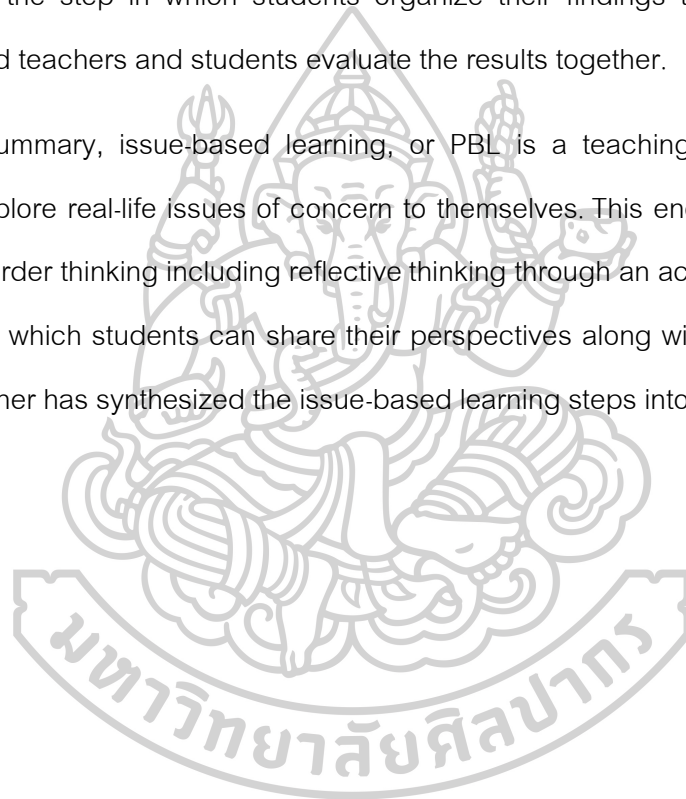 the step in which students organize their findings
d teachers and students evaluate the results together.
ummary, issue-based learning, or PBL is a teaching
plore real-life issues of concern to themselves. This
rder thinking including reflective thinking through an
which students can share their perspectives along
her has synthesized the issue-based learning steps into
มหาวิทยาลัยศิลปากร